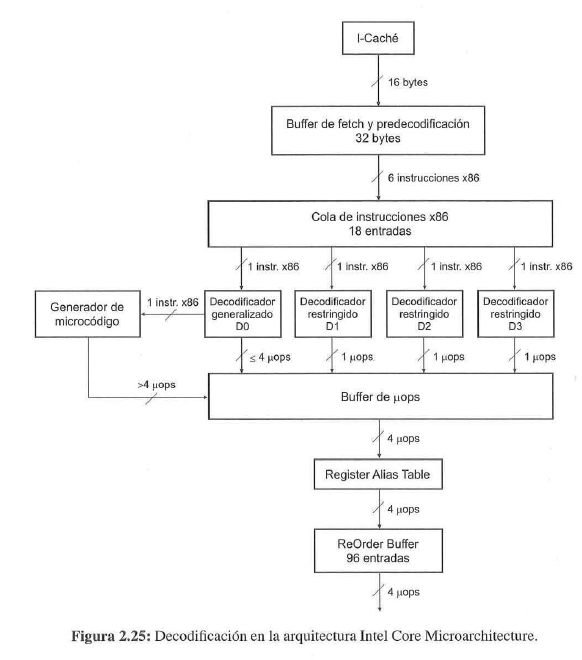 I-Caché
16 bytes
Buffer de fetch y predecodificación
32 bytes
6 instrucciones x86
Cola de instrucciones x86
18 entradas
1 instr. x86
1 instr. x86
1 instr. x86
1 instr. x86
Generador de
microcódigo
1 instr. x86
Decodificador
generalizado
D0
Decodificador
restringido
D1
Decodificador
restringido
D2
Decodificador
restringido
D3
≤ 4 μops
1 μops
1 μops
1 μops
>4 μops
Buffer de μops
4 μops
Register Alias Table
4 μops
ReOrder Buffer
96 entradas
4 μops
Figura 2.25: Decodificación en la arquitectura Intel Core Microarchitecture.